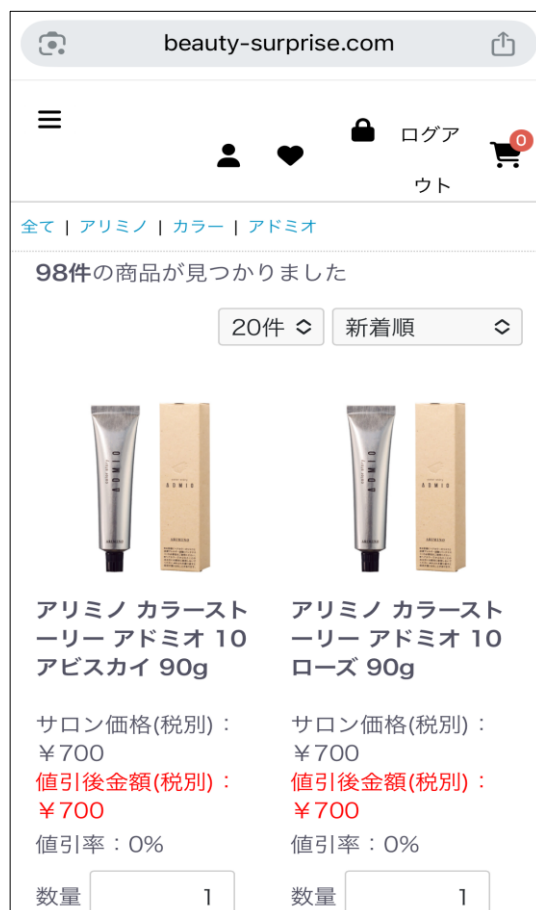 beauty-surprise.com
ログア
ウト
0
全て | アリミノ | カラー | アドミオ
98件の商品が見つかりました
20件
新着順
ADMIO
ADMIO
ADMIO
ADMIO
アリミノ カラースト
ーリー アドミオ 10
アビスカイ 90g
サロン価格(税別)：
￥700
値引後金額(税別)：
￥700
値引率：0%
数量 1
アリミノ カラースト
ーリー アドミオ 10
ローズ 90g
サロン価格(税別)：
￥700
値引後金額(税別)：
￥700
値引率：0%
数量 1